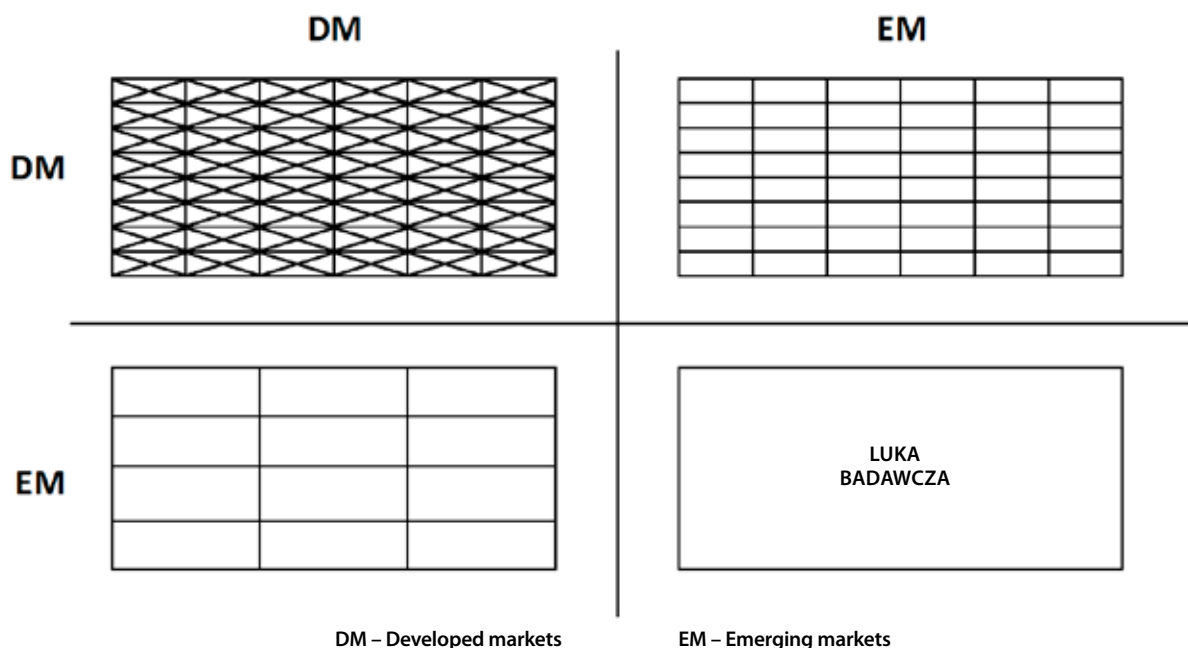 DM
EM
DM
EM
LUKA
BADAWCZA
DM – Developed markets
EM – Emerging markets